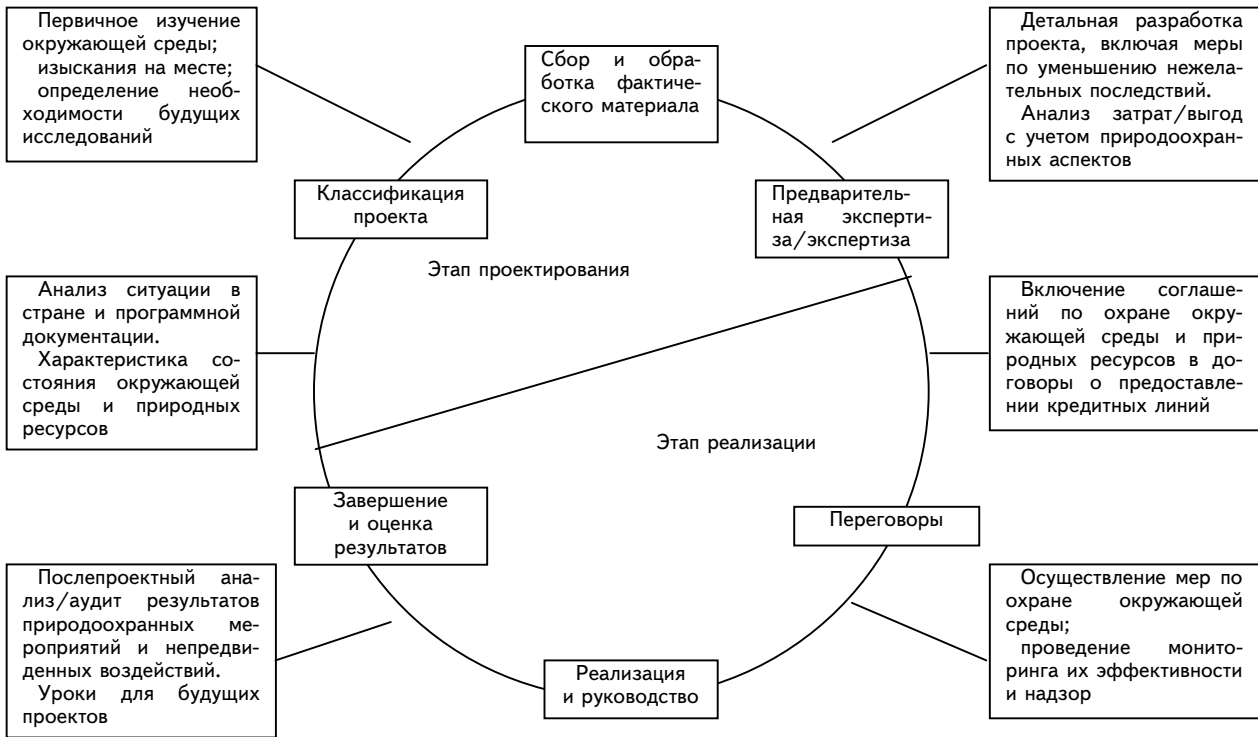 Первичное изучение
окружающей среды;
изыскания на месте;
определение необ-
ходимости будущих
исследований
Сбор и обра-
ботка фактиче-
ского материала
Детальная разработка
проекта, включая меры
по уменьшению нежела-
тельных последствий.
Анализ затрат/выгод
с учетом природоохран-
ных аспектов
Классификация
проекта
Предваритель-
ная эксперти-
за/экспертиза
Этап проектирования
Анализ ситуации в
стране и программной
документации.
Характеристика со-
стояния окружающей
среды и природных
ресурсов
Включение соглаше-
ний по охране окру-
жающей среды и при-
родных ресурсов в до-
говоры о предоставле-
нии кредитных линий
Этап реализации
Завершение
и оценка
результатов
Переговоры
Послепроектный ана-
лиз/аудит результатов
природоохранных ме-
роприятий и непредви-
денных воздействий.
Уроки для будущих
проектов
Реализация
и руководство
Осуществление мер по
охране окружающей
среды;
проведение монито-
ринга их эффективности
и надзор